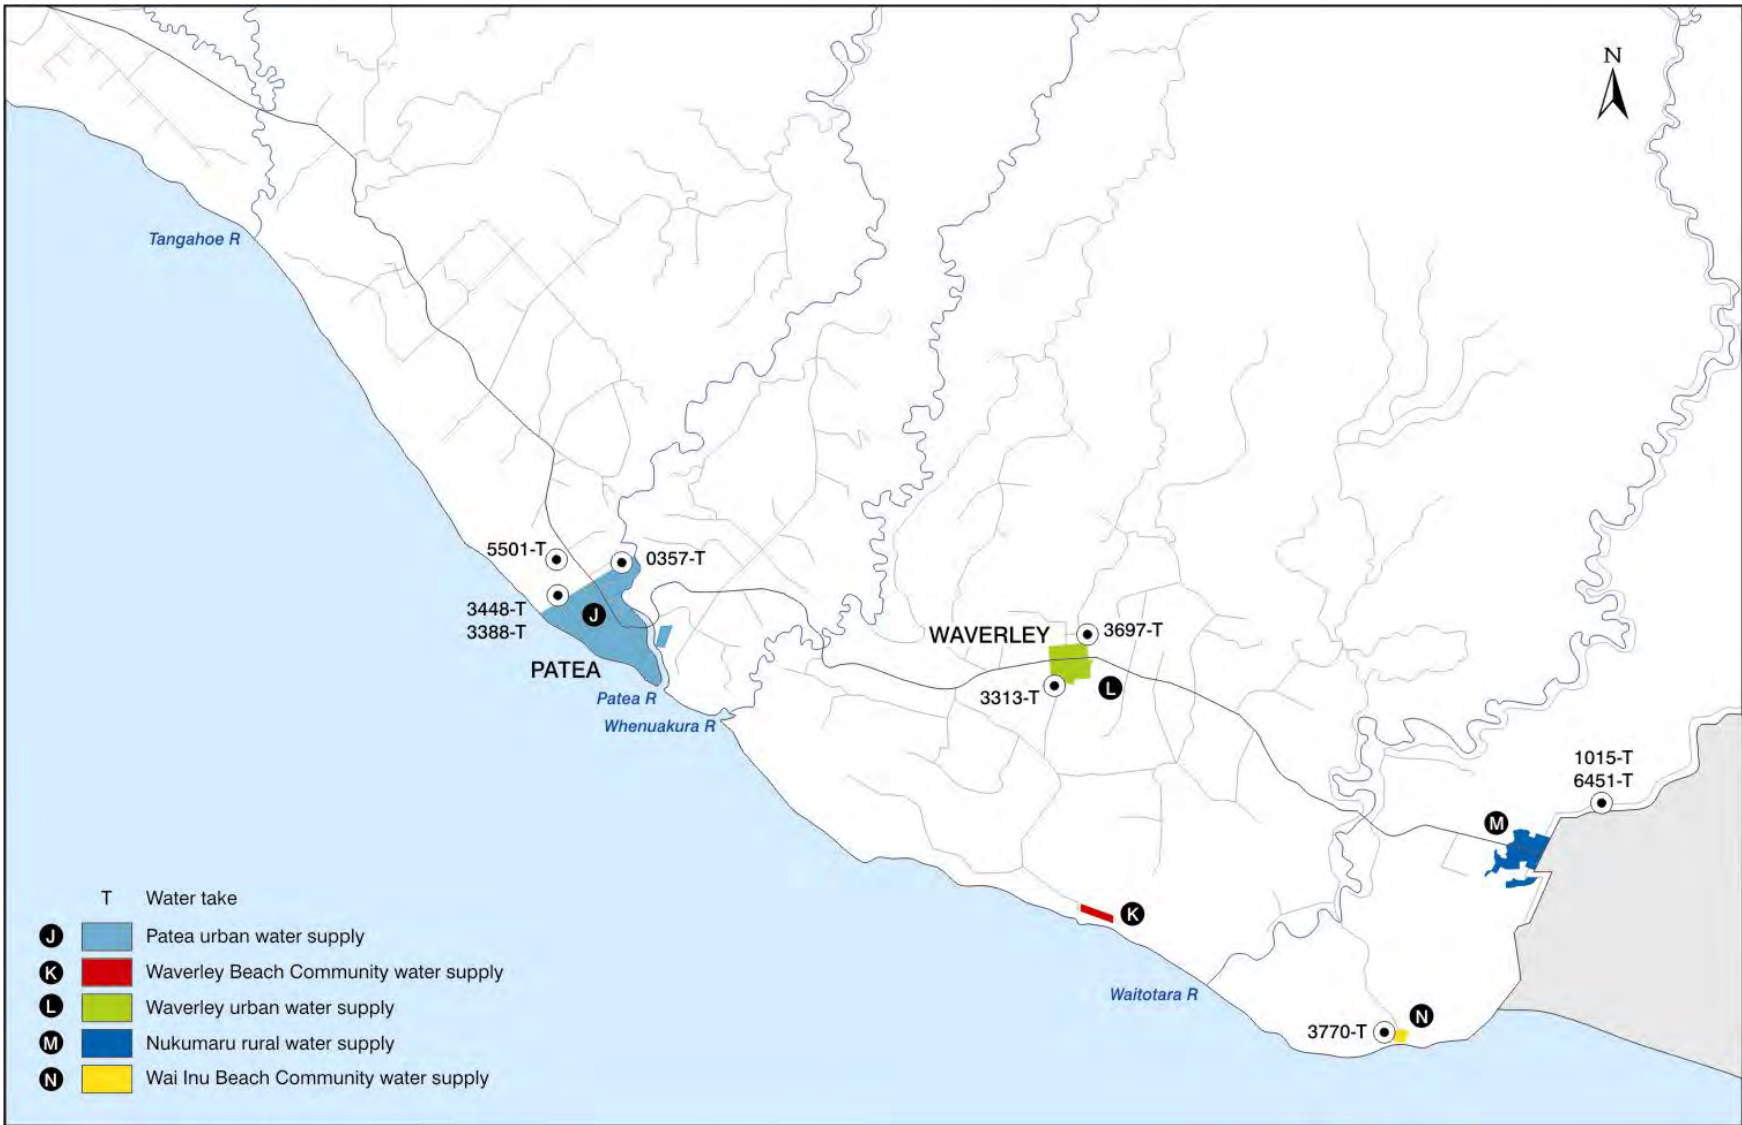 N
Tangahoe R
5501-T
0357-T
3448-T
3388-T
J
PATEA
Patea R
Whenuakura R
WAVERLEY
3697-T
3313-T
L
1015-T
6451-T
M
K
Waitotara R
N
3770-T
T Water take
J Patea urban water supply
K Waverley Beach Community water supply
L Waverley urban water supply
M Nukumaru rural water supply
N Wai Inu Beach Community water supply